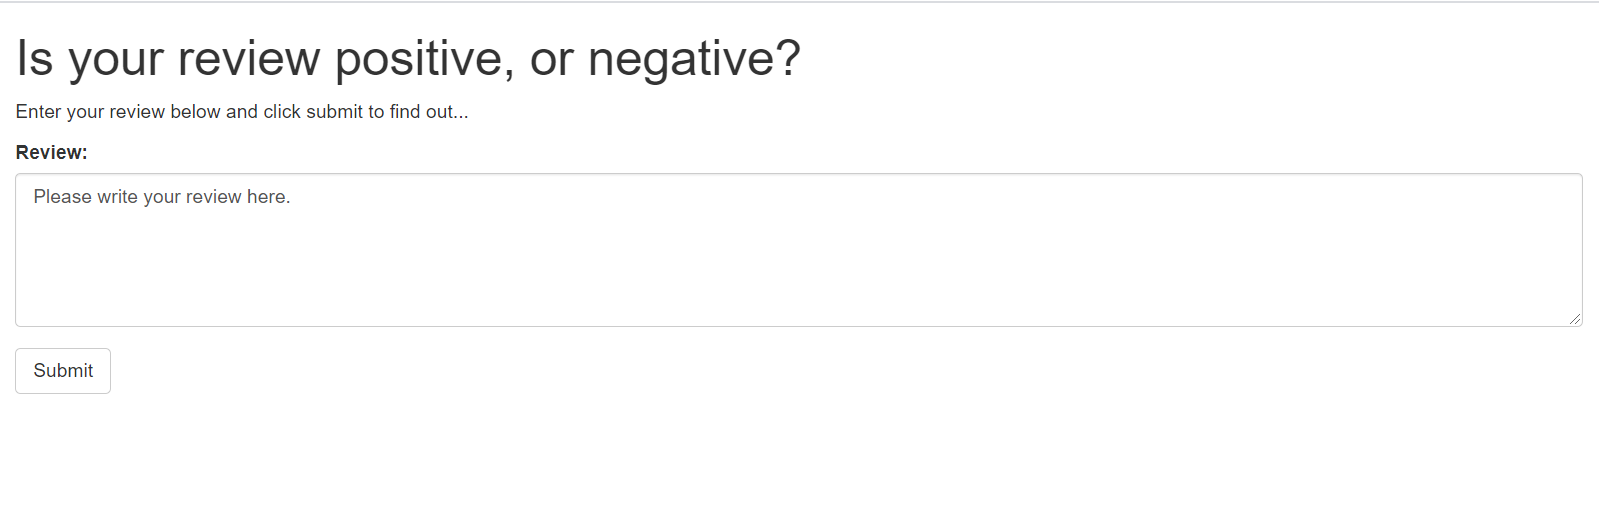 Is your review positive, or negative?
Enter your review below and click submit to find out...
Review:
Please write your review here.
Submit